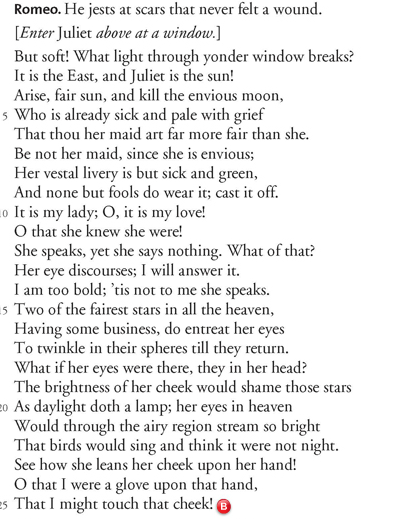 Romeo. He jests at scars that never felt a wound.
[Enter Juliet above at a window.]
But soft! What light through yonder window breaks?
It is the East, and Juliet is the sun!
Arise, fair sun, and kill the envious moon,
5 Who is already sick and pale with grief
That thou her maid art far more fair than she.
Be not her maid, since she is envious;
Her vestal livery is but sick and green,
And none but fools do wear it; cast it off.
10 It is my lady; O, it is my love!
O that she knew she were!
She speaks, yet she says nothing. What of that?
Her eye discourses; I will answer it.
I am too bold; ’tis not to me she speaks.
15 Two of the fairest stars in all the heaven,
Having some business, do entreat her eyes
To twinkle in their spheres till they return.
What if her eyes were there, they in her head?
The brightness of her cheek would shame those stars
20 As daylight doth a lamp; her eyes in heaven
Would through the airy region stream so bright
That birds would sing and think it were not night.
See how she leans her cheek upon her hand!
O that I were a glove upon that hand,
25 That I might touch that cheek! B